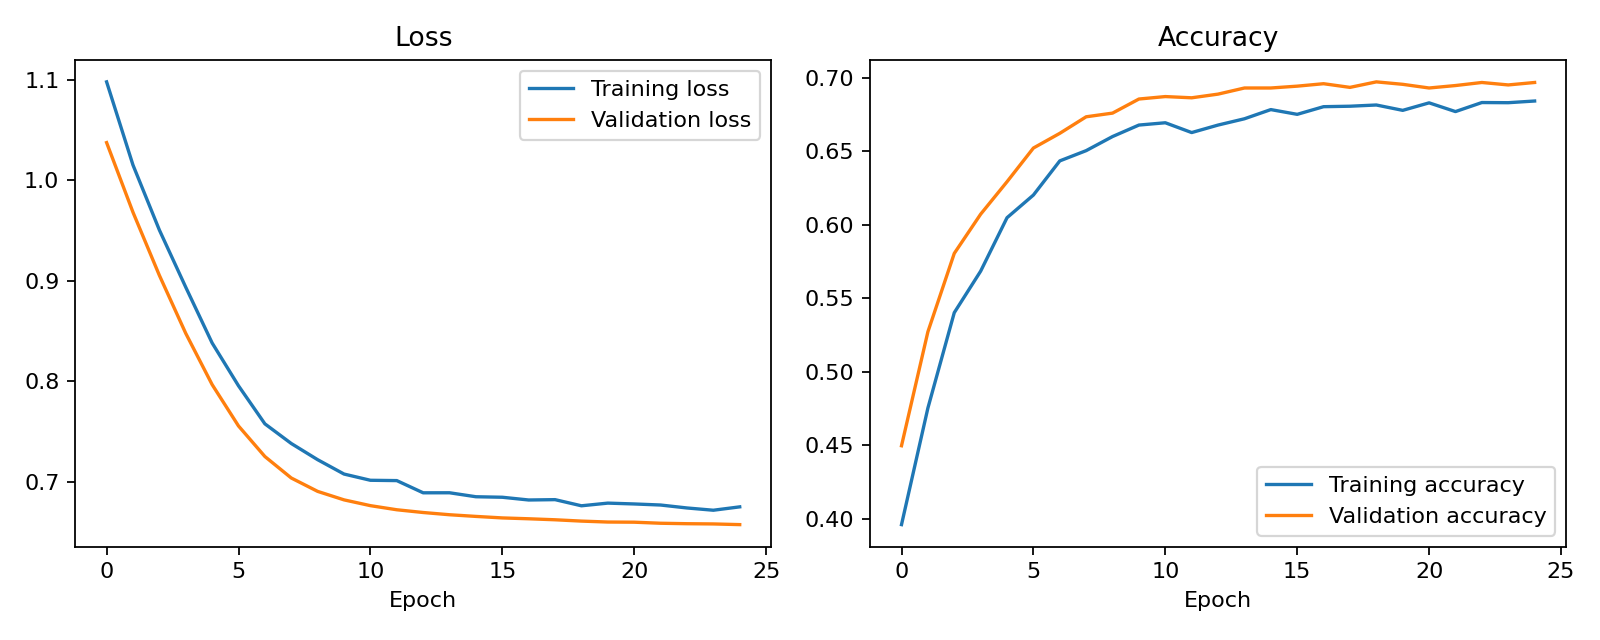 Loss
1.1
1.0
0.9
0.8
0.7
Training loss
Validation loss
0 5 10 15 20 25
Epoch
Accuracy
0.70
0.65
0.60
0.55
0.50
0.45
0.40
Training accuracy
Validation accuracy
0 5 10 15 20 25
Epoch